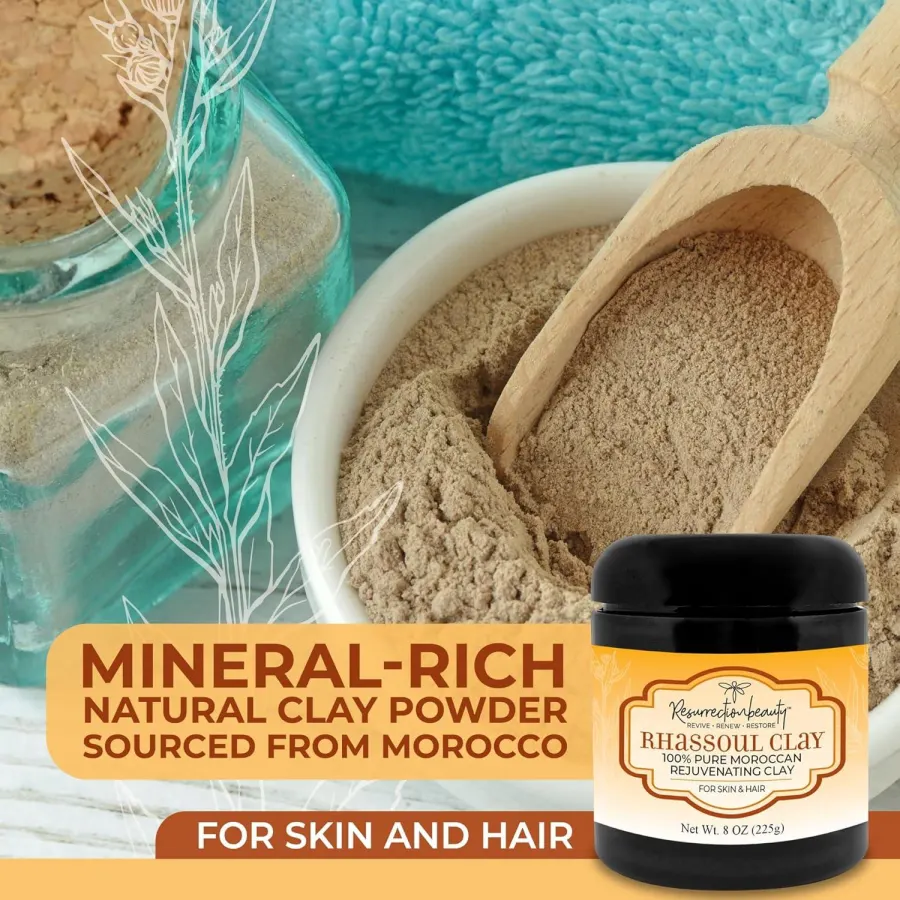 MINERAL-RICH
NATURAL CLAY POWDER
SOURCED FROM MOROCCO
FOR SKIN AND HAIR
Resurrectionbeauty™
REVIVE • RENEW • RESTORE
RHASSOUL CLAY
100% PURE MOROCCAN
REJUVENATING CLAY
FOR SKIN & HAIR
Net Wt. 8 OZ (225g)